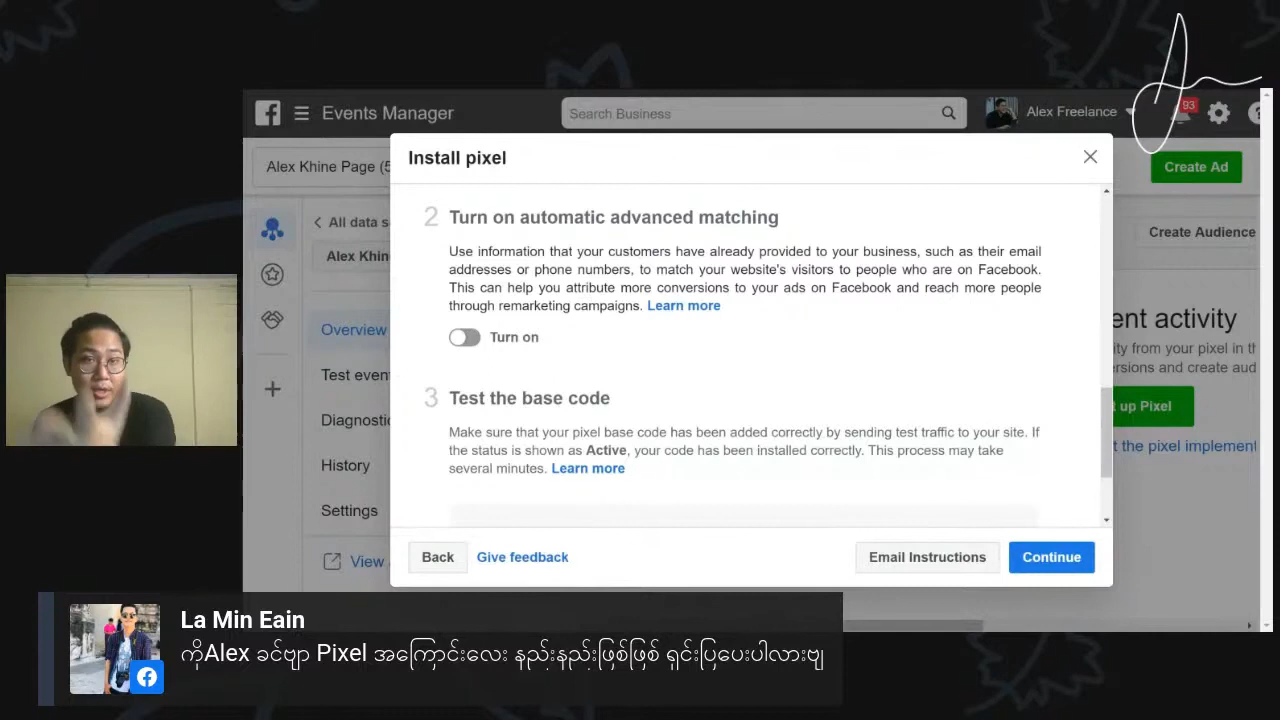 Events Manager
Search Business
Alex Freelance
93
Alex Khine Page (5
Create Ad
Install pixel
All data s
Alex Khin
Create Audience
2 Turn on automatic advanced matching
Use information that your customers have already provided to your business, such as their email
addresses or phone numbers, to match your website's visitors to people who are on Facebook.
This can help you attribute more conversions to your ads on Facebook and reach more people
through remarketing campaigns. Learn more
Turn on
Overview
Test even
Diagnosti
History
Settings
View
3 Test the base code
Make sure that your pixel base code has been added correctly by sending test traffic to your site. If
the status is shown as Active, your code has been installed correctly. This process may take
several minutes. Learn more
ent activity
ity from your pixel in th
ersions and create aud
t up Pixel
t the pixel implement
Back
Give feedback
Email Instructions
Continue
La Min Eain
ကိုAlex ခင်ဗျာ Pixel အကြောင်းလေး နည်းနည်းဖြစ်ဖြစ် ရှင်းပြပေးပါလားဗျ